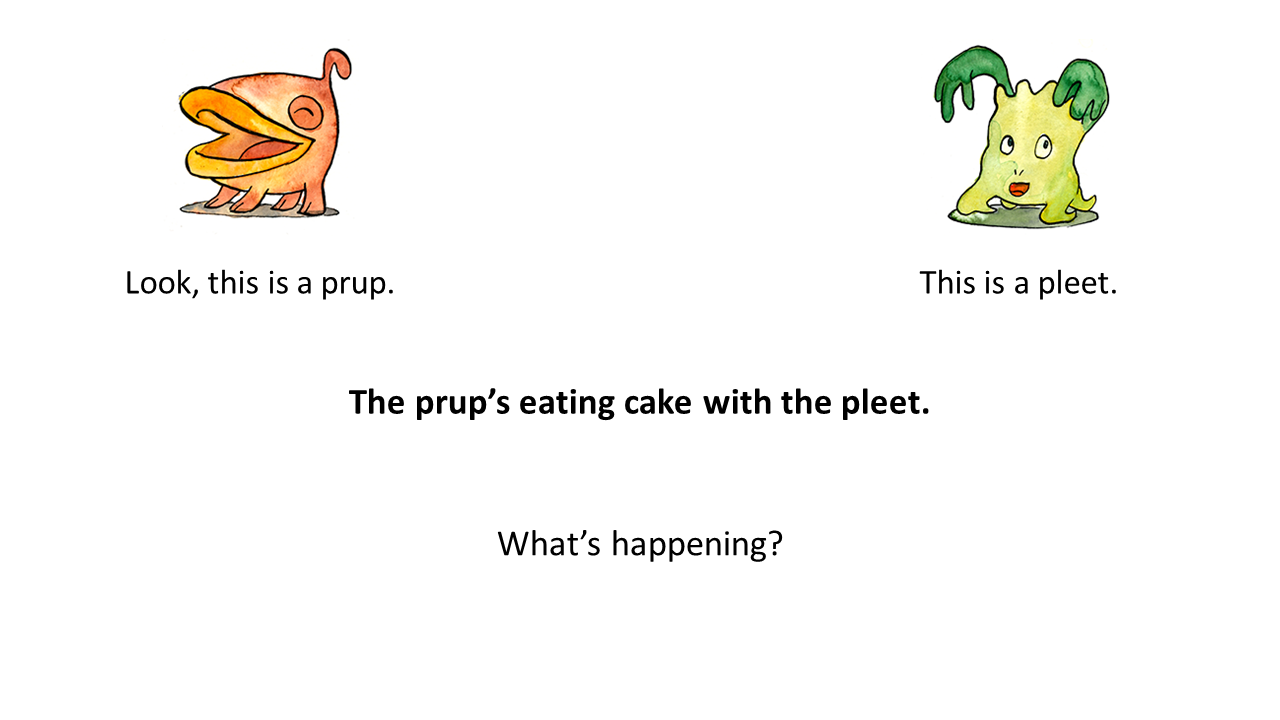 Look, this is a prup.
This is a pleet.
The prup’s eating cake with the pleet.
What’s happening?